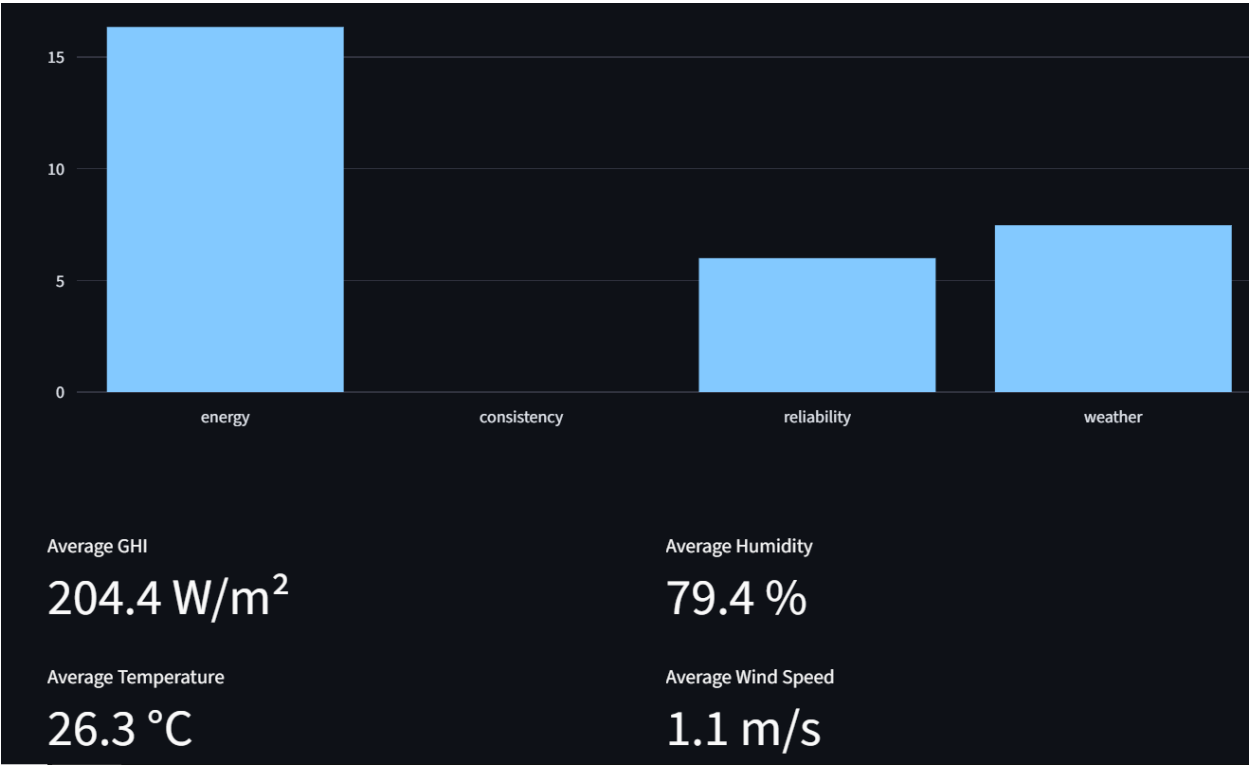 15
10
5
0
energy consistency reliability weather
Average GHI
204.4 W/m²
Average Humidity
79.4 %
Average Temperature
26.3 °C
Average Wind Speed
1.1 m/s